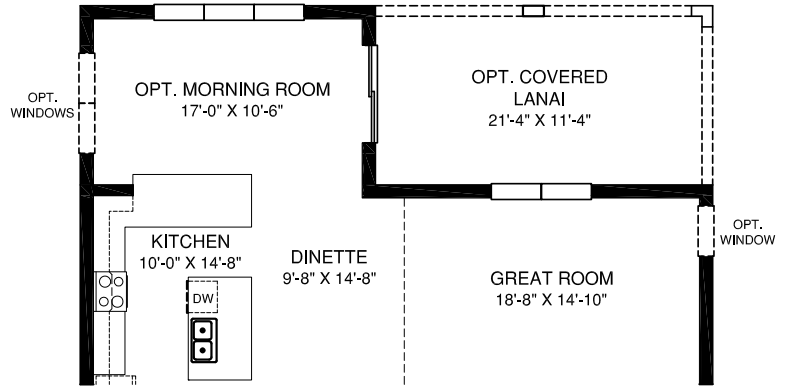 OPT. MORNING ROOM
17'-0" X 10'-6"
OPT. COVERED
LANAI
21'-4" X 11'-4"
OPT.
WINDOWS
KITCHEN
10'-0" X 14'-8"
DINETTE
9'-8" X 14'-8"
GREAT ROOM
18'-8" X 14'-10"
OPT.
WINDOW
DW